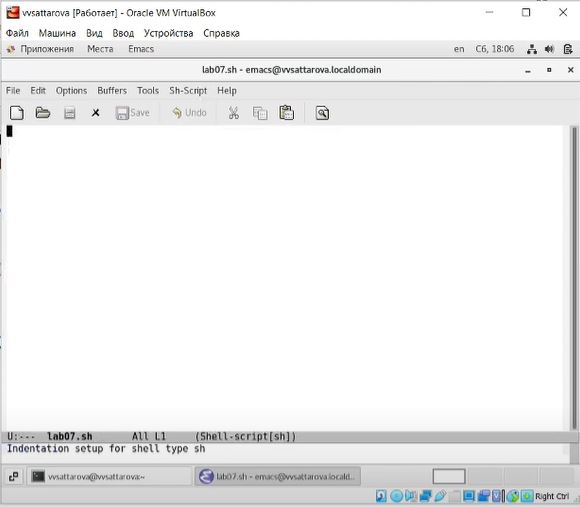 vvsattarova [Работает] - Oracle VM VirtualBox
Файл Машина Вид Ввод Устройства Справка
Приложения Места Emacs en Сб, 18:06
lab07.sh - emacs@vvsattarova.localdomain
File Edit Options Buffers Tools Sh-Script Help
Save Undo
U:--- lab07.sh All L1 (Shell-script[sh])
Indentation setup for shell type sh
vvsattarova@vvsattarova:~ lab07.sh - emacs@vvsattarova.locald...
Right Ctrl